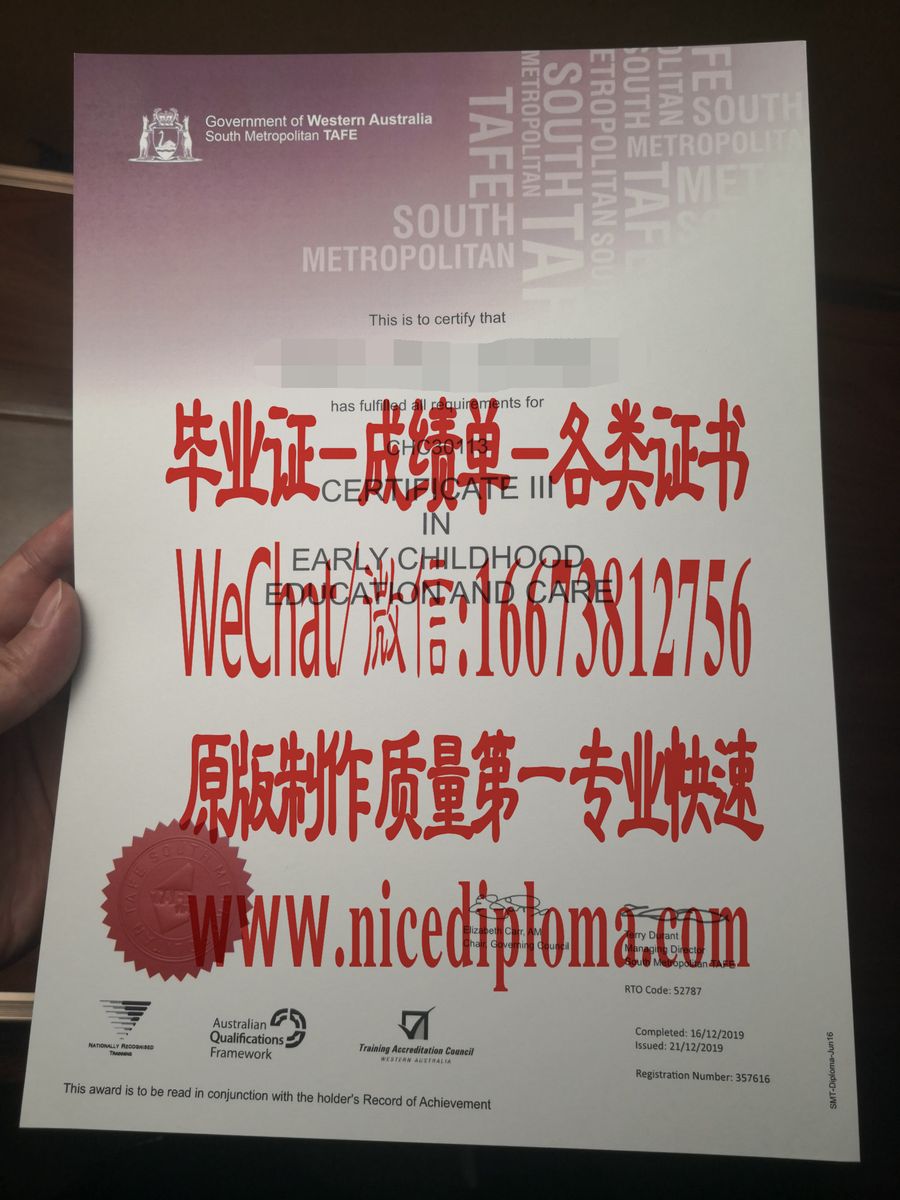 Government of Western Australia
South Metropolitan TAFE
SOUTH
METROPOLITAN
TAFE
METROPOLITAN
SOUTH
TAFE
SOUTH
METROPOLITAN
This is to certify that
has fulfilled all requirements for
CHC30113
毕业证一成绩单一各类证书
CERTIFICATE III
IN
EARLY CHILDHOOD
EDUCATION AND CARE
WeChat/微信:16673812756
原版制作质量第一专业快速
www.nicediploma.com
Elizabeth Carr, AM
Chair, Governing Council
Terry Durant
Managing Director
South Metropolitan TAFE
RTO Code: 52787
NATIONALLY RECOGNISED
TRAINING
Australian
Qualifications
Framework
Training Accreditation Council
WESTERN AUSTRALIA
Completed: 16/12/2019
Issued: 21/12/2019
Registration Number: 357616
SMT-Diploma-Jun16
This award is to be read in conjunction with the holder's Record of Achievement